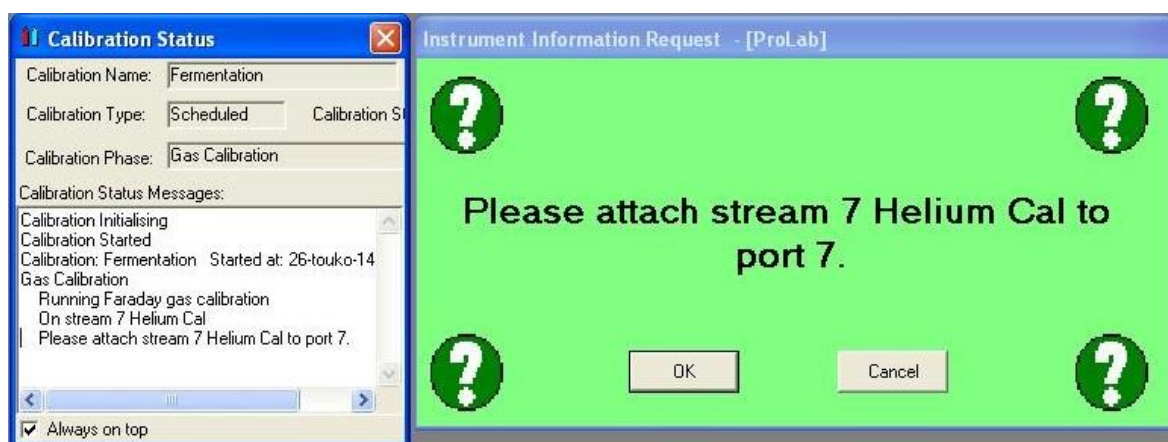 Calibration Status
Calibration Name: Fermentation
Calibration Type: Scheduled Calibration
Calibration Phase: Gas Calibration
Calibration Status Messages:
Calibration Initialising
Calibration Started
Calibration: Fermentation Started at: 26-touko-14
Gas Calibration
Running Faraday gas calibration
On stream 7 Helium Cal
Please attach stream 7 Helium Cal to port 7.
Always on top
Instrument Information Request - [ProLab]
Please attach stream 7 Helium Cal to
port 7.
OK Cancel